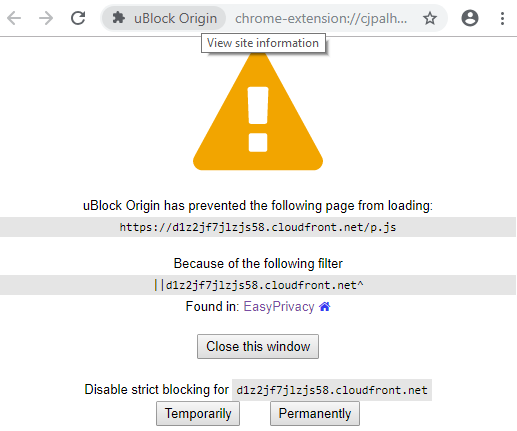 uBlock Origin chrome-extension://cjpalh...
View site information
uBlock Origin has prevented the following page from loading:
https://d1z2jf7jlzjs58.cloudfront.net/p.js
Because of the following filter
||d1z2jf7jlzjs58.cloudfront.net^
Found in: EasyPrivacy
Close this window
Disable strict blocking for d1z2jf7jlzjs58.cloudfront.net
Temporarily Permanently